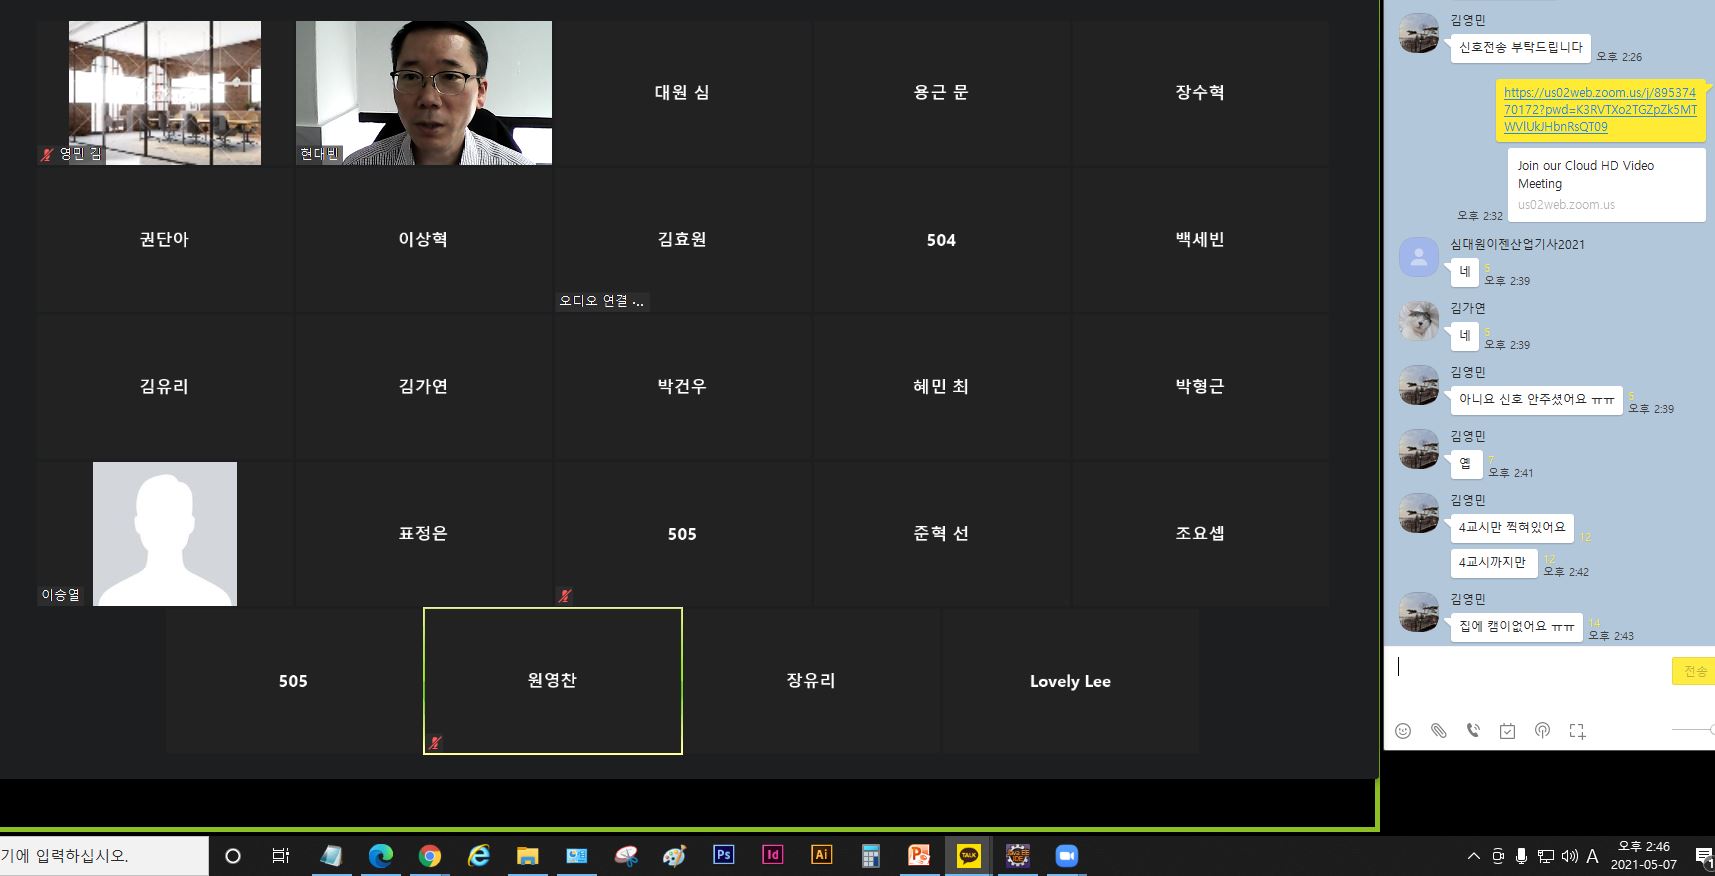 영민 김
현대빈
대원 심
용근 문
장수혁
권단아
이상혁
김효원
오디오 연결 ·...
504
백세빈
김유리
김가연
박건우
혜민 최
박형근
이승열
표정은
505
준혁 선
조요셉
505
원영찬
장유리
Lovely Lee
김영민
신호전송 부탁드립니다
오후 2:26
https://us02web.zoom.us/j/89537470172?pwd=K3RVTXo2TGZpZk5MT
WVlUkJHbnRsQT09
Join our Cloud HD Video
Meeting
us02web.zoom.us
오후 2:32
심대원이젠산업기사2021
네
5
오후 2:39
김가연
네
5
오후 2:39
김영민
아니요 신호 안주셨어요 ㅠㅠ
5
오후 2:39
김영민
옙
7
오후 2:41
김영민
4교시만 찍혀있어요
12
4교시까지만
12
오후 2:42
김영민
집에 캠이없어요 ㅠㅠ
14
오후 2:43
전송
기에 입력하십시오.
Ps
Id
Ai
TALK
Java EE
IDE
A
오후 2:46
2021-05-07
1